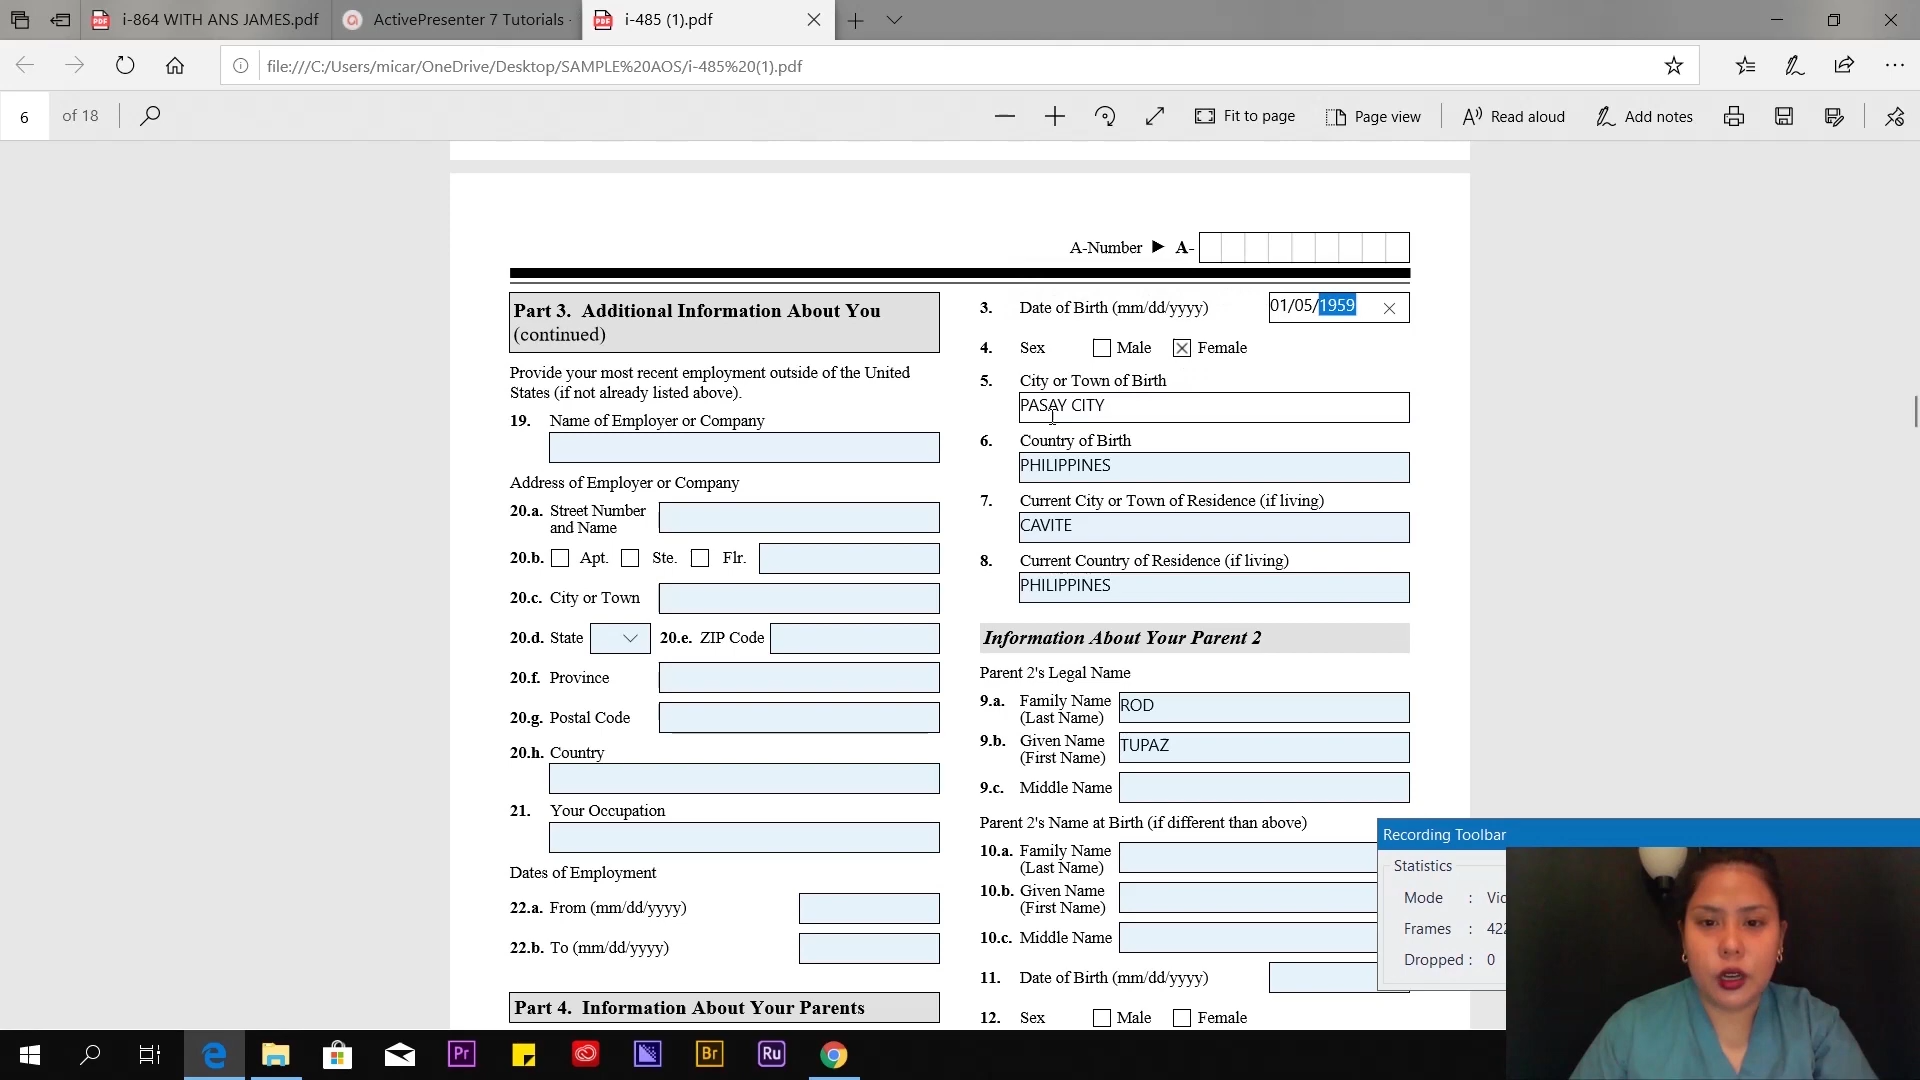 i-864 WITH ANS JAMES.pdf
ActivePresenter 7 Tutorials -
i-485 (1).pdf
file:///C:/Users/micar/OneDrive/Desktop/SAMPLE%20AOS/i-485%20(1).pdf
6 of 18
Fit to page
Page view
Read aloud
Add notes
A-Number ► A-
Part 3. Additional Information About You
(continued)
Provide your most recent employment outside of the United
States (if not already listed above).
19. Name of Employer or Company
Address of Employer or Company
20.a. Street Number
and Name
20.b. Apt. Ste. Flr.
20.c. City or Town
20.d. State 20.e. ZIP Code
20.f. Province
20.g. Postal Code
20.h. Country
21. Your Occupation
Dates of Employment
22.a. From (mm/dd/yyyy)
22.b. To (mm/dd/yyyy)
Part 4. Information About Your Parents
3. Date of Birth (mm/dd/yyyy) 01/05/1959
4. Sex Male Female
5. City or Town of Birth
PASAY CITY
6. Country of Birth
PHILIPPINES
7. Current City or Town of Residence (if living)
CAVITE
8. Current Country of Residence (if living)
PHILIPPINES
Information About Your Parent 2
Parent 2's Legal Name
9.a. Family Name
(Last Name)
ROD
9.b. Given Name
(First Name)
TUPAZ
9.c. Middle Name
Parent 2's Name at Birth (if different than above)
10.a. Family Name
(Last Name)
10.b. Given Name
(First Name)
10.c. Middle Name
11. Date of Birth (mm/dd/yyyy)
12. Sex Male Female
Recording Toolbar
Statistics
Mode :
Frames : 422
Dropped : 0
Pr
Br
Ru